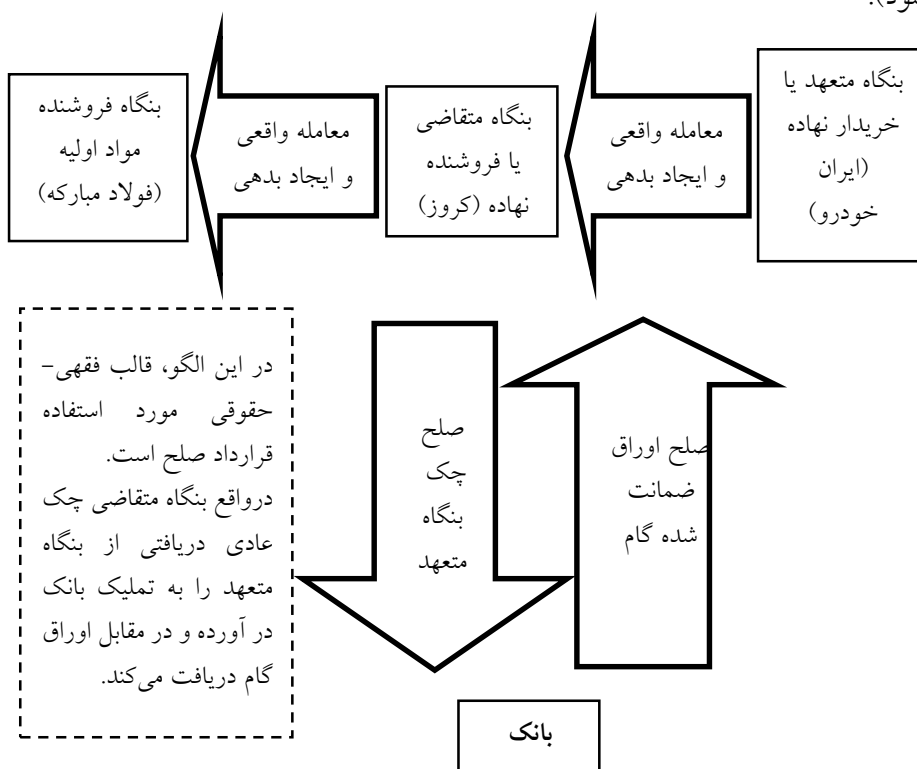 شود).
بنگاه متعهد یا
خریدار نهاده
(ایران
خودرو)
معامله واقعی
و ایجاد بدهی
بنگاه متقاضی
یا فروشنده
نهاده (کروز)
معامله واقعی
و ایجاد بدهی
بنگاه فروشنده
مواد اولیه
(فولاد مبارکه)
صلح اوراق
ضمانت
شده گام
صلح
چک
بنگاه
متعهد
در این الگو، قالب فقهی-
حقوقی مورد استفاده
قرارداد صلح است.
درواقع بنگاه متقاضی چک
عادی دریافتی از بنگاه
متعهد را به تملیک بانک
در آورده و در مقابل اوراق
گام دریافت می‌کند.
بانک